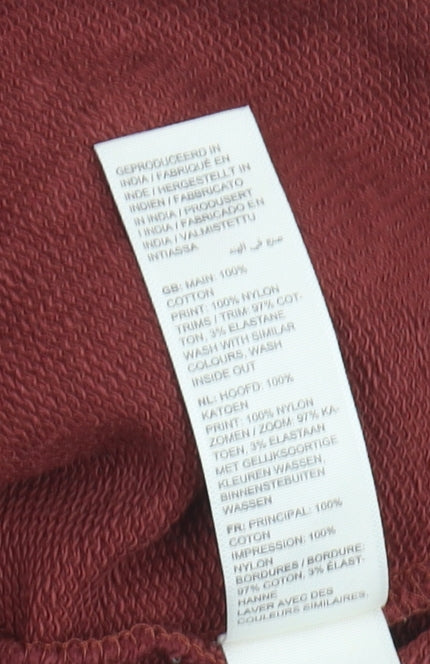 GEPRODUCEERD IN
INDIA / FABRIQUÉ EN
INDE / HERGESTELLT IN
INDIEN / FABBRICATO
IN INDIA / PRODUSERT
I INDIA / FABRICADO EN
INDIA / VALMISTETTU
INTIASSA صنع في الهند
GB: MAIN: 100%
COTTON
PRINT: 100% NYLON
TRIMS / TRIM: 97% COT-
TON, 3% ELASTANE
WASH WITH SIMILAR
COLOURS, WASH
INSIDE OUT
NL: HOOFD: 100%
KATOEN
PRINT: 100% NYLON
ZOMEN / ZOOM: 97% KA-
TOEN, 3% ELASTAAN
MET GELIJKSOORTIGE
KLEUREN WASSEN,
BINNENSTEBUITEN
WASSEN
FR: PRINCIPAL: 100%
COTON
IMPRESSION: 100%
NYLON
BORDURES / BORDURE:
97% COTON, 3% ÉLAST-
HANNE
LAVER AVEC DES
COULEURS SIMILAIRES,